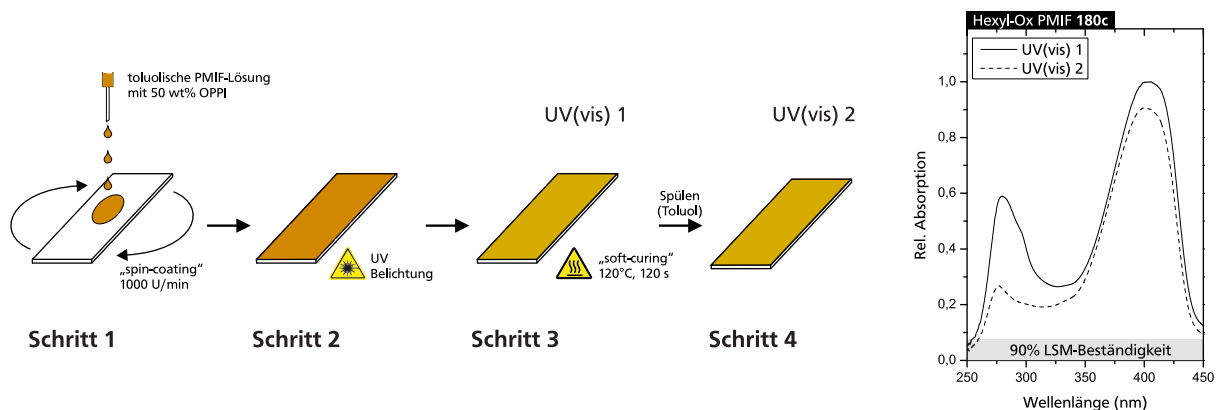 toluolische PMIF-Lösung
mit 50 wt% OPPI
„spin-coating“
1000 U/min
Schritt 1
UV
Belichtung
Schritt 2
UV(vis) 1
„soft-curing“
120°C, 120 s
Schritt 3
Spülen
(Toluol)
UV(vis) 2
Schritt 4
Hexyl-Ox PMIF 180c
UV(vis) 1
UV(vis) 2
Rel. Absorption
1,0
0,8
0,6
0,4
0,2
0,0
90% LSM-Beständigkeit
250 300 350 400 450
Wellenlänge (nm)